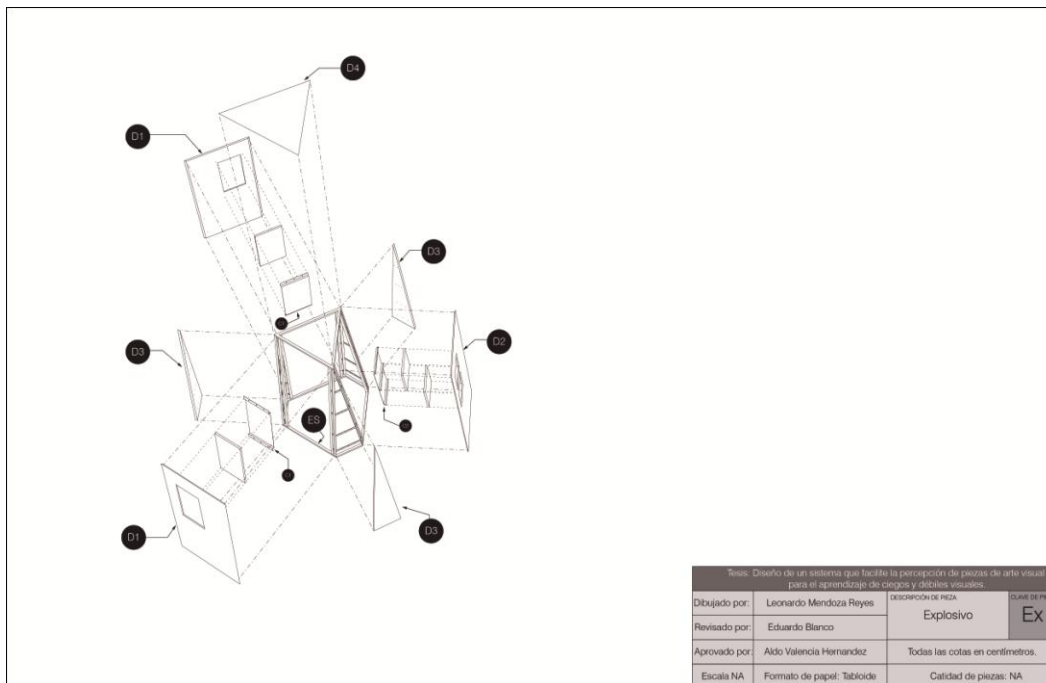 D4
D1
D3
D2
D3
ES
D1
D3
Tesis: Diseño de un sistema que facilite la percepción de piezas de arte visual
para el aprendizaje de ciegos y débiles visuales.
Dibujado por: Leonardo Mendoza Reyes
DESCRIPCIÓN DE PIEZA
Explosivo
CLAVE DE
Ex
Revisado por: Eduardo Blanco
Aprovado por: Aldo Valencia Hernandez
Todas las cotas en centímetros.
Escala NA
Formato de papel: Tabloide
Catidad de piezas: NA